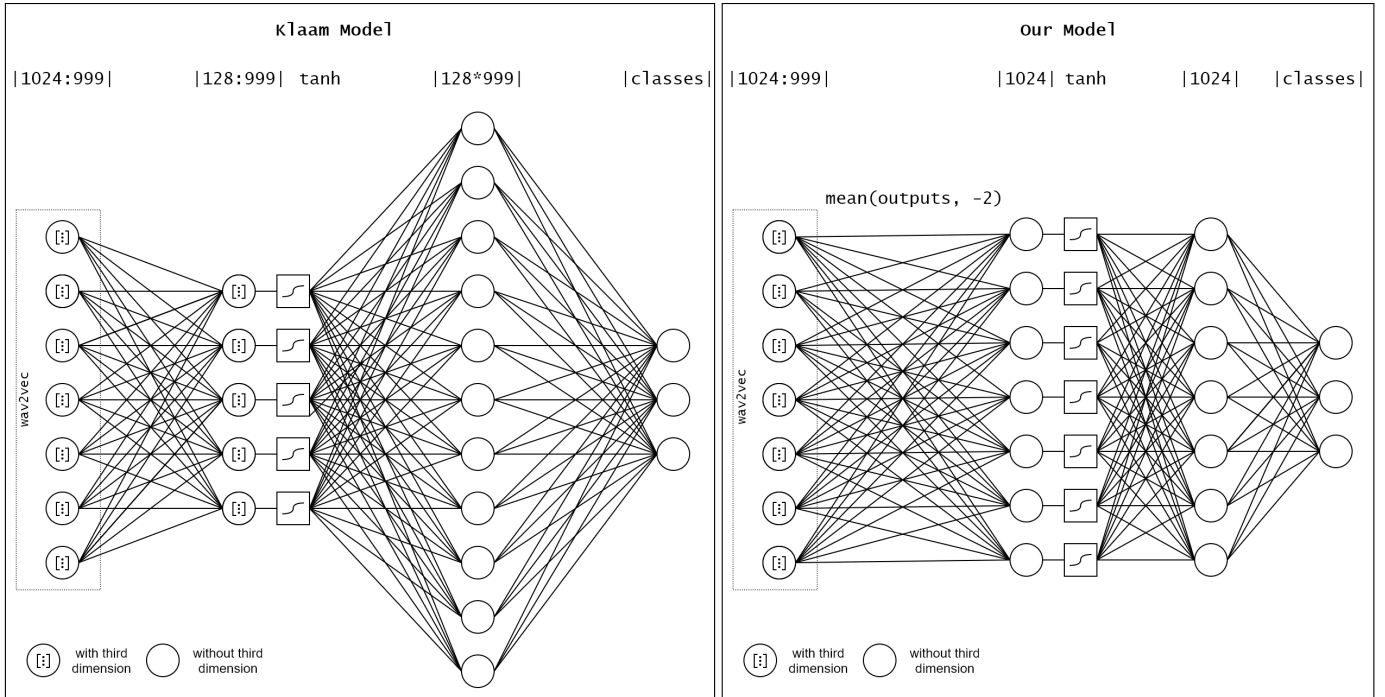 Klaam Model
|1024:999| |128:999| tanh |128*999| |classes|
wav2vec
[:]
[:]
[:]
[:]
[:]
[:]
[:]
[:]
[:]
[:]
[:]
[:]
[:] with third
dimension
without third
dimension
Our Model
|1024:999| |1024| tanh |1024| |classes|
mean(outputs, -2)
wav2vec
[:]
[:]
[:]
[:]
[:]
[:]
[:]
[:] with third
dimension
without third
dimension